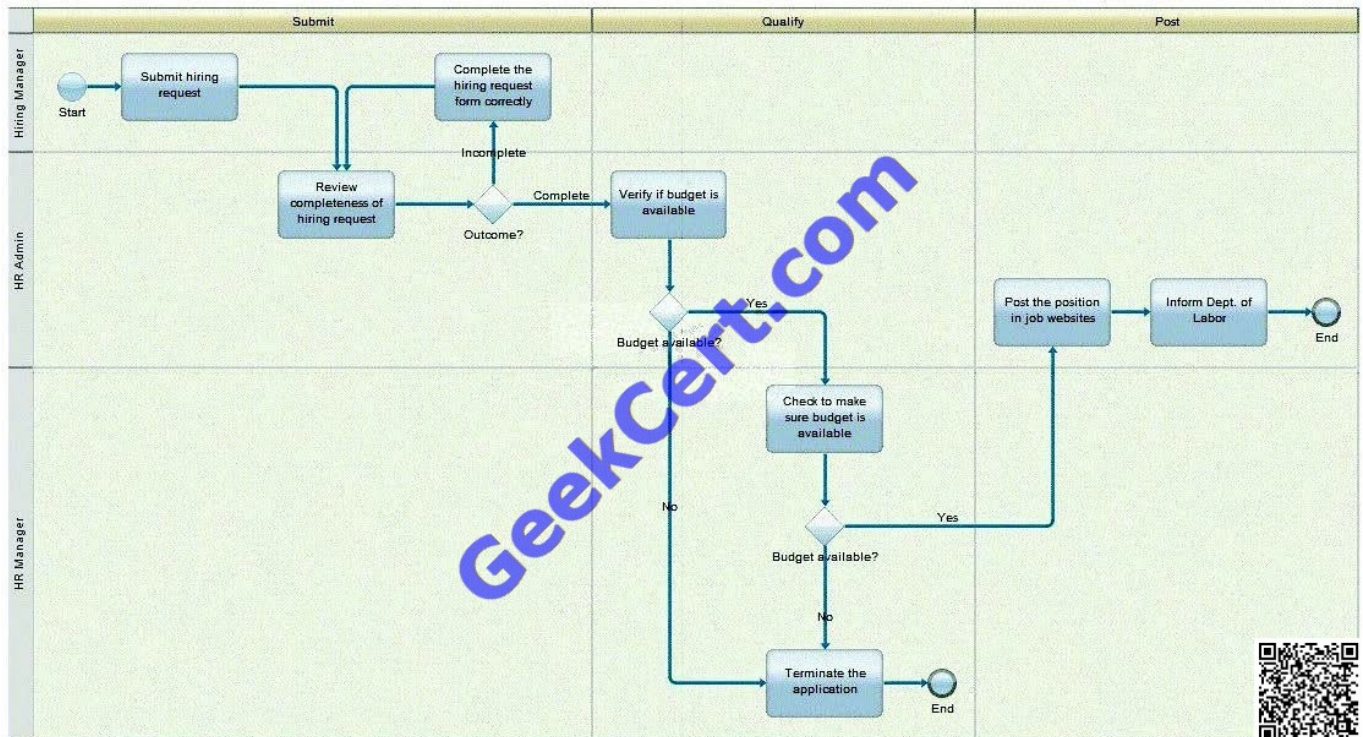 Submit
Qualify
Post
Hiring Manager
Start
Submit hiring
request
Complete the
hiring request
form correctly
Incomplete
HR Admin
Review
completeness of
hiring request
Outcome?
Complete
Verify if budget is
available
Yes
Budget available?
Post the position
in job websites
Inform Dept. of
Labor
End
HR Manager
Check to make
sure budget is
available
No
Yes
Budget available?
No
Terminate the
application
End
GeekCert.com